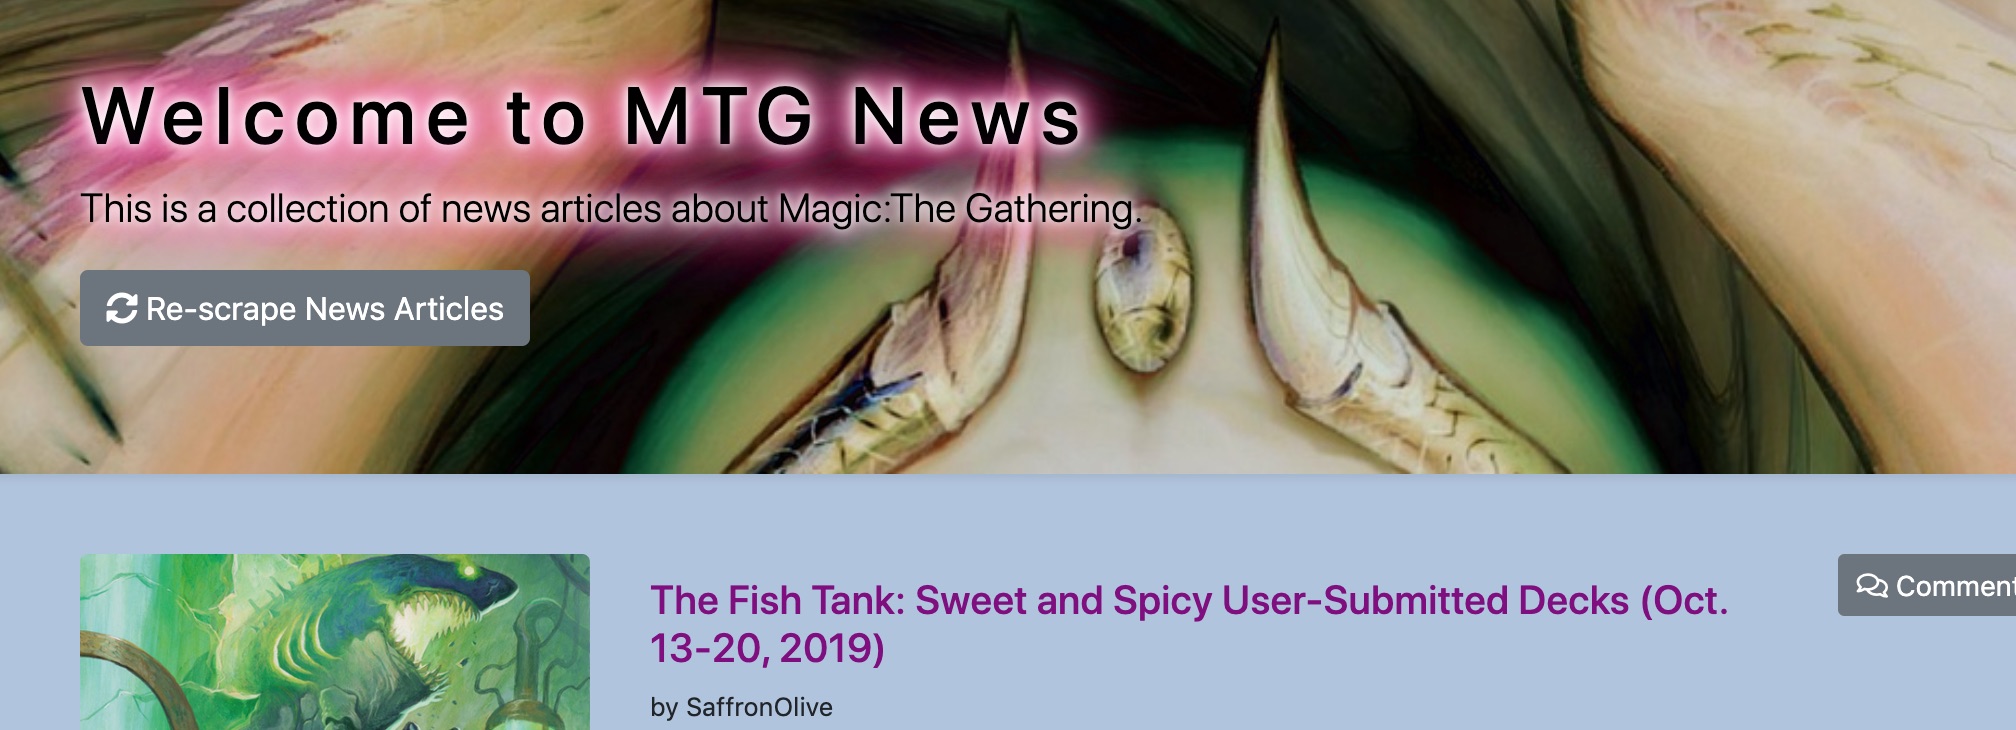 Welcome to MTG News
This is a collection of news articles about Magic:The Gathering.
Re-scrape News Articles
The Fish Tank: Sweet and Spicy User-Submitted Decks (Oct.
13-20, 2019)
Comment
by SaffronOlive